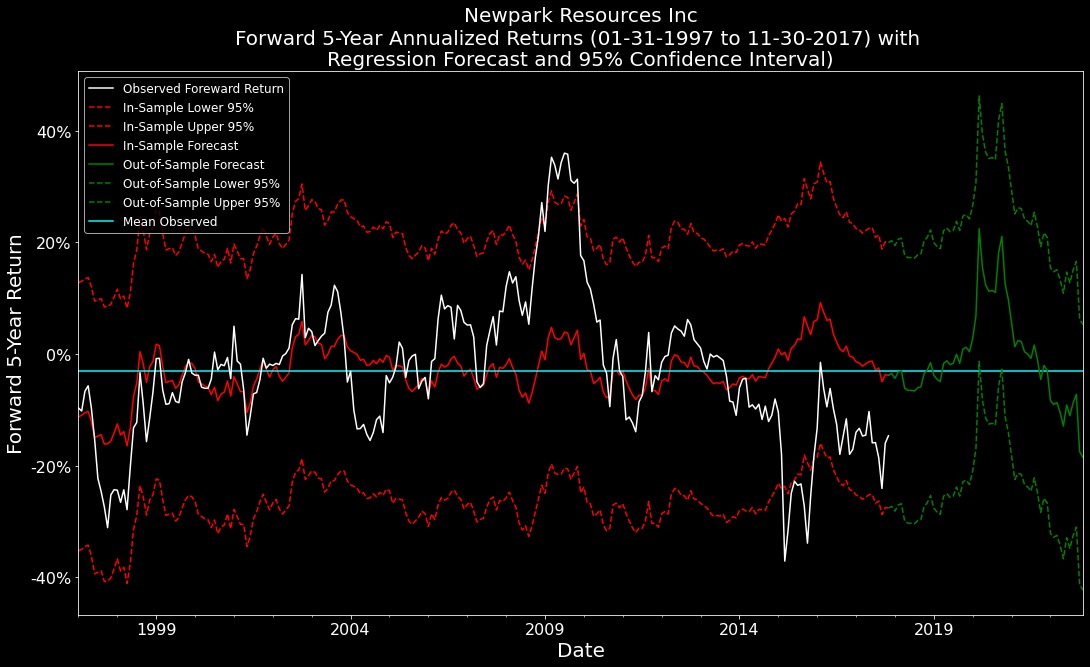 Newpark Resources Inc
Forward 5-Year Annualized Returns (01-31-1997 to 11-30-2017) with
Regression Forecast and 95% Confidence Interval)
Observed Foreward Return
In-Sample Lower 95%
In-Sample Upper 95%
In-Sample Forecast
Out-of-Sample Forecast
Out-of-Sample Lower 95%
Out-of-Sample Upper 95%
Mean Observed
Forward 5-Year Return
40%
20%
0%
-20%
-40%
1999 2004 2009 2014 2019
Date